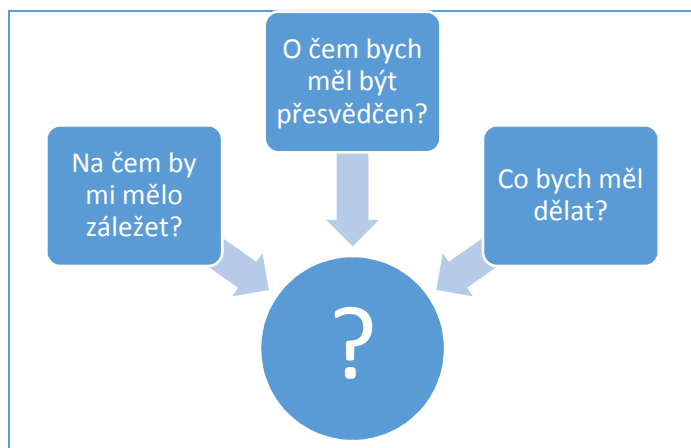 Na čem by
mi mělo
záležet?
O čem bych
měl být
přesvědčen?
Co bych měl
dělat?
?